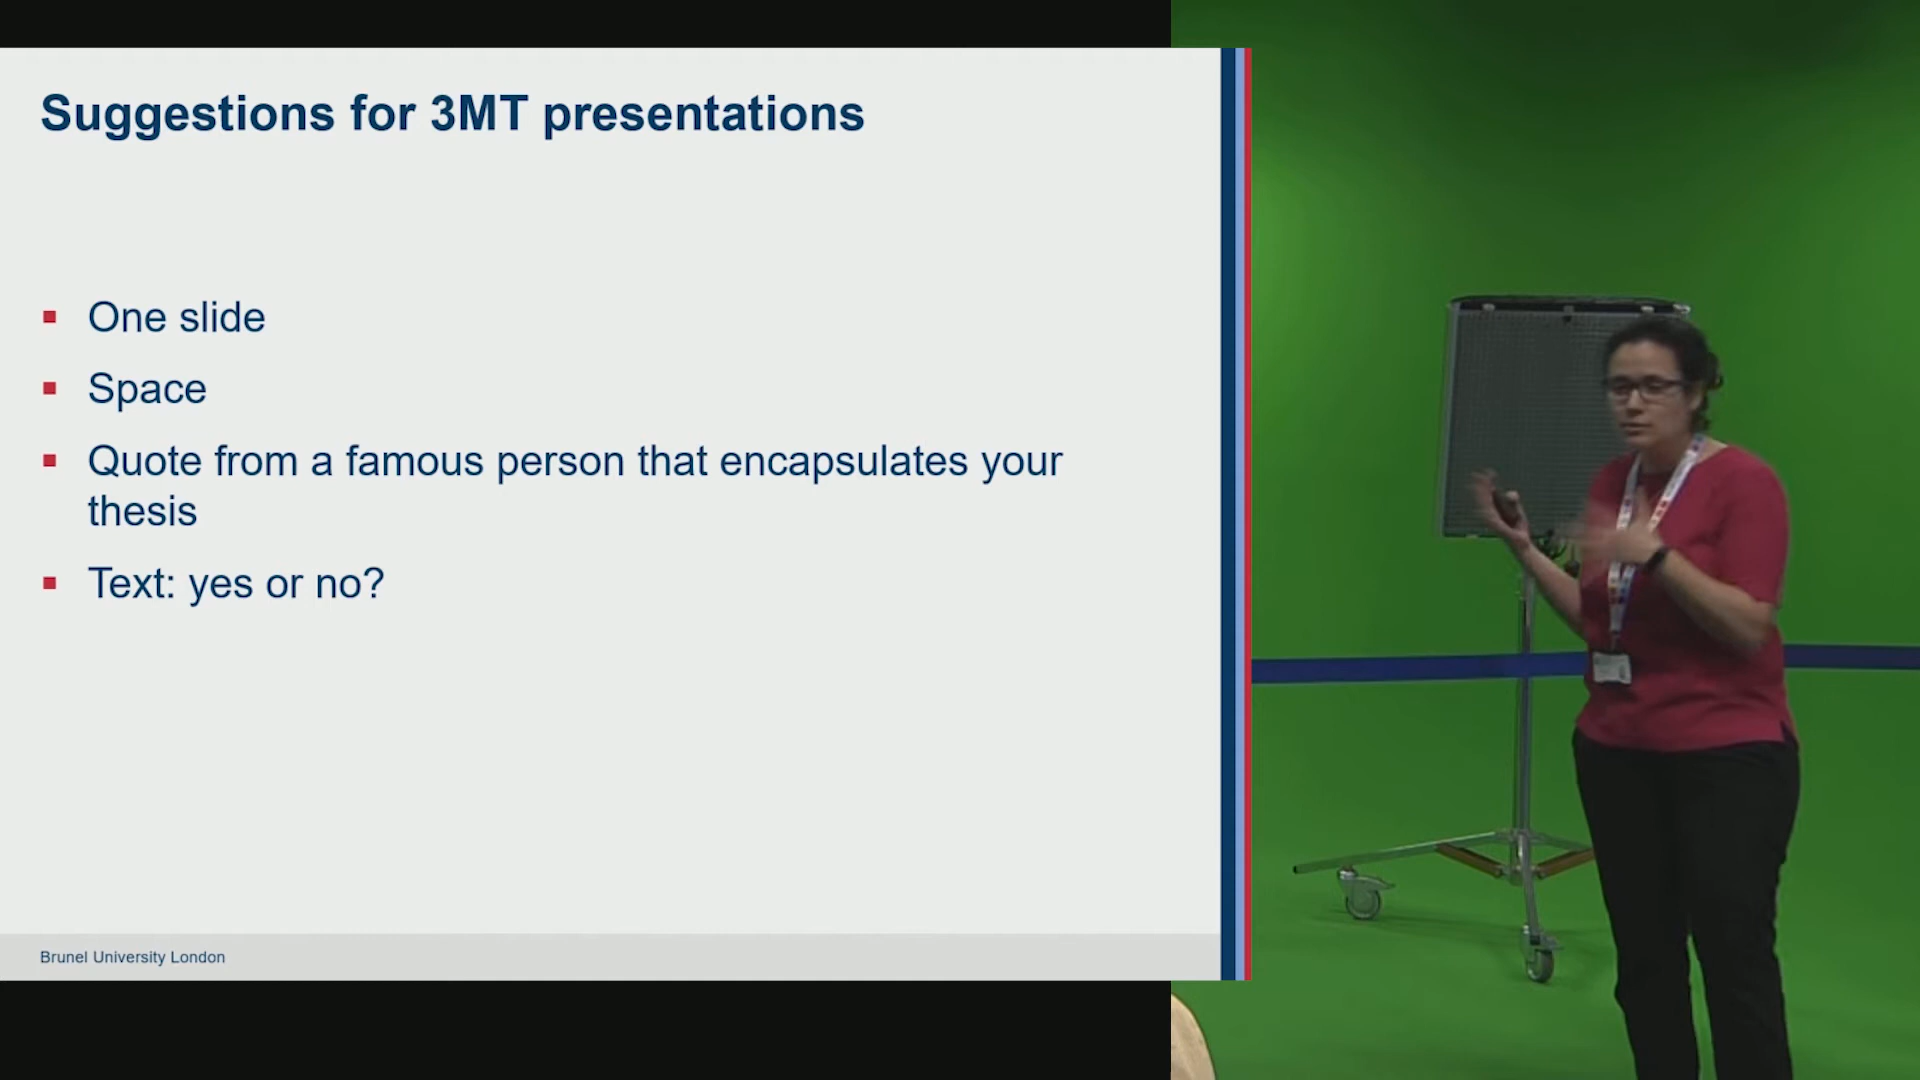 Suggestions for 3MT presentations
One slide
Space
Quote from a famous person that encapsulates your
thesis
Text: yes or no?
Brunel University London